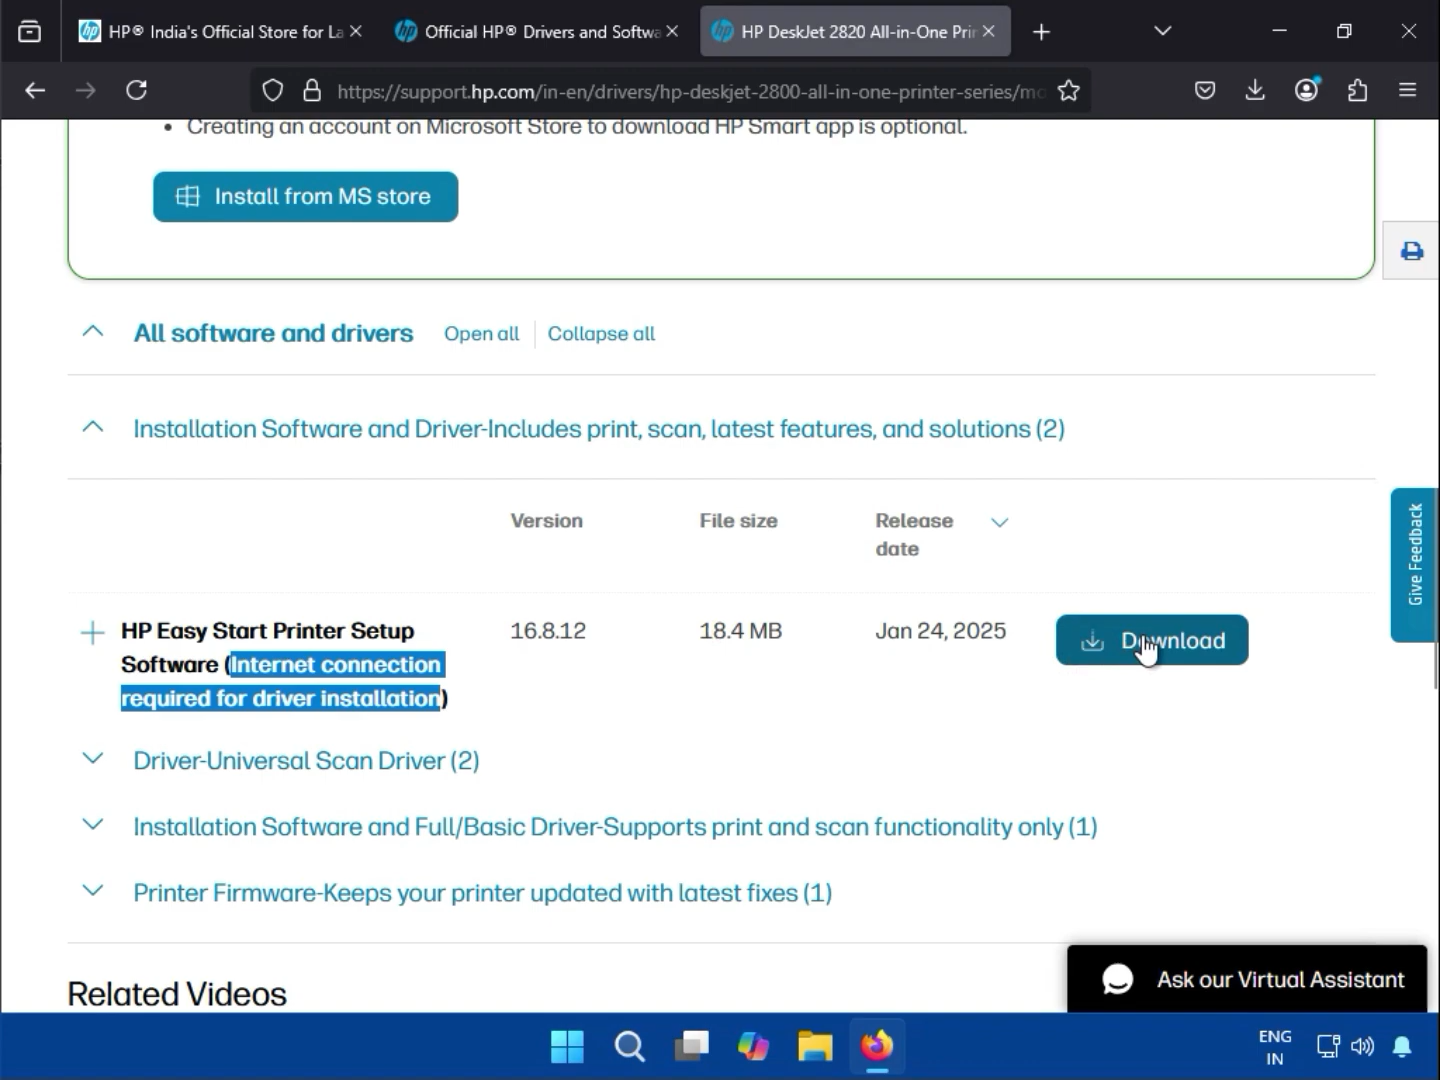 HP® India's Official Store for La
Official HP® Drivers and Softwa
HP DeskJet 2820 All-in-One Prin
https://support.hp.com/in-en/drivers/hp-deskjet-2800-all-in-one-printer-series/mo
Creating an account on Microsoft Store to download HP Smart app is optional.
Install from MS store
All software and drivers Open all Collapse all
Installation Software and Driver-Includes print, scan, latest features, and solutions (2)
Version File size Release
date
HP Easy Start Printer Setup 16.8.12 18.4 MB Jan 24, 2025 Download
Software (Internet connection
required for driver installation)
Give Feedback
Driver-Universal Scan Driver (2)
Installation Software and Full/Basic Driver-Supports print and scan functionality only (1)
Printer Firmware-Keeps your printer updated with latest fixes (1)
Related Videos
Ask our Virtual Assistant
ENG
IN